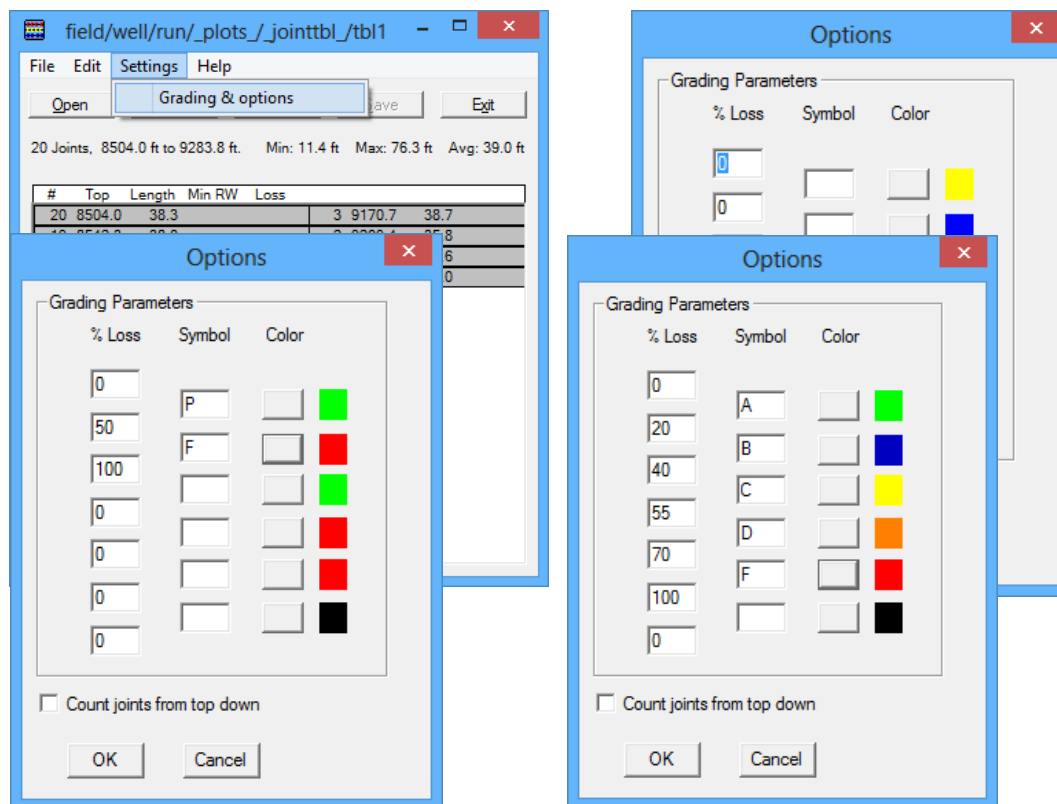 field/well/run/_plots_/_jointtbl_/tbl1
File Edit Settings Help
Grading & options
Open ave Exit
20 Joints, 8504.0 ft to 9283.8 ft. Min: 11.4 ft Max: 76.3 ft Avg: 39.0 ft
# Top Length Min RW Loss
20 8504.0 38.3 3 9170.7 38.7
Options
Grading Parameters
% Loss Symbol Color
0
0
Options
Grading Parameters
% Loss Symbol Color
0
P
50
F
100
0
0
0
0
Count joints from top down
OK Cancel
Options
Grading Parameters
% Loss Symbol Color
0
A
20
B
40
C
55
D
70
F
100
0
Count joints from top down
OK Cancel